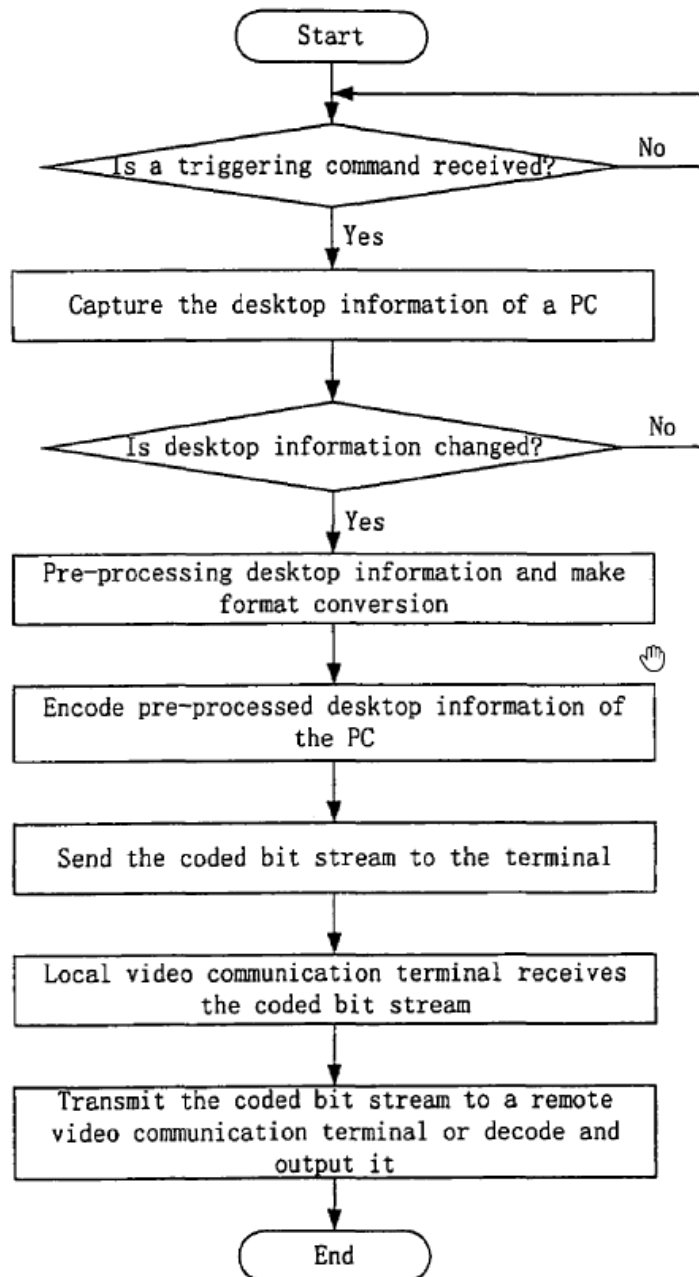 Start
Is a triggering command received?
No
Yes
Capture the desktop information of a PC
Is desktop information changed?
No
Yes
Pre-processing desktop information and make
format conversion
Encode pre-processed desktop information of
the PC
Send the coded bit stream to the terminal
Local video communication terminal receives
the coded bit stream
Transmit the coded bit stream to a remote
video communication terminal or decode and
output it
End